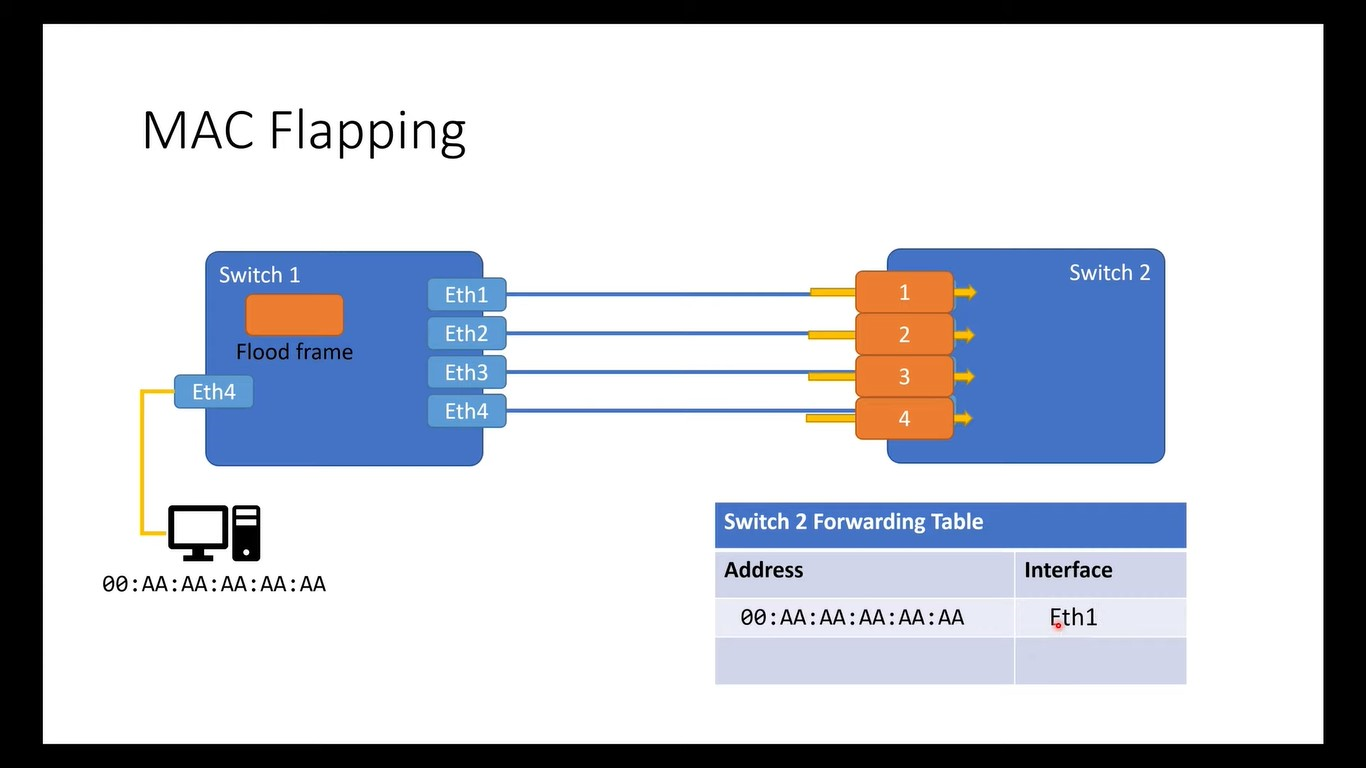 MAC Flapping
Switch 1
Flood frame
Eth4
Eth1
Eth2
Eth3
Eth4
1
2
3
4
Switch 2
00:AA:AA:AA:AA:AA
Switch 2 Forwarding Table
Address Interface
00:AA:AA:AA:AA:AA Eth1